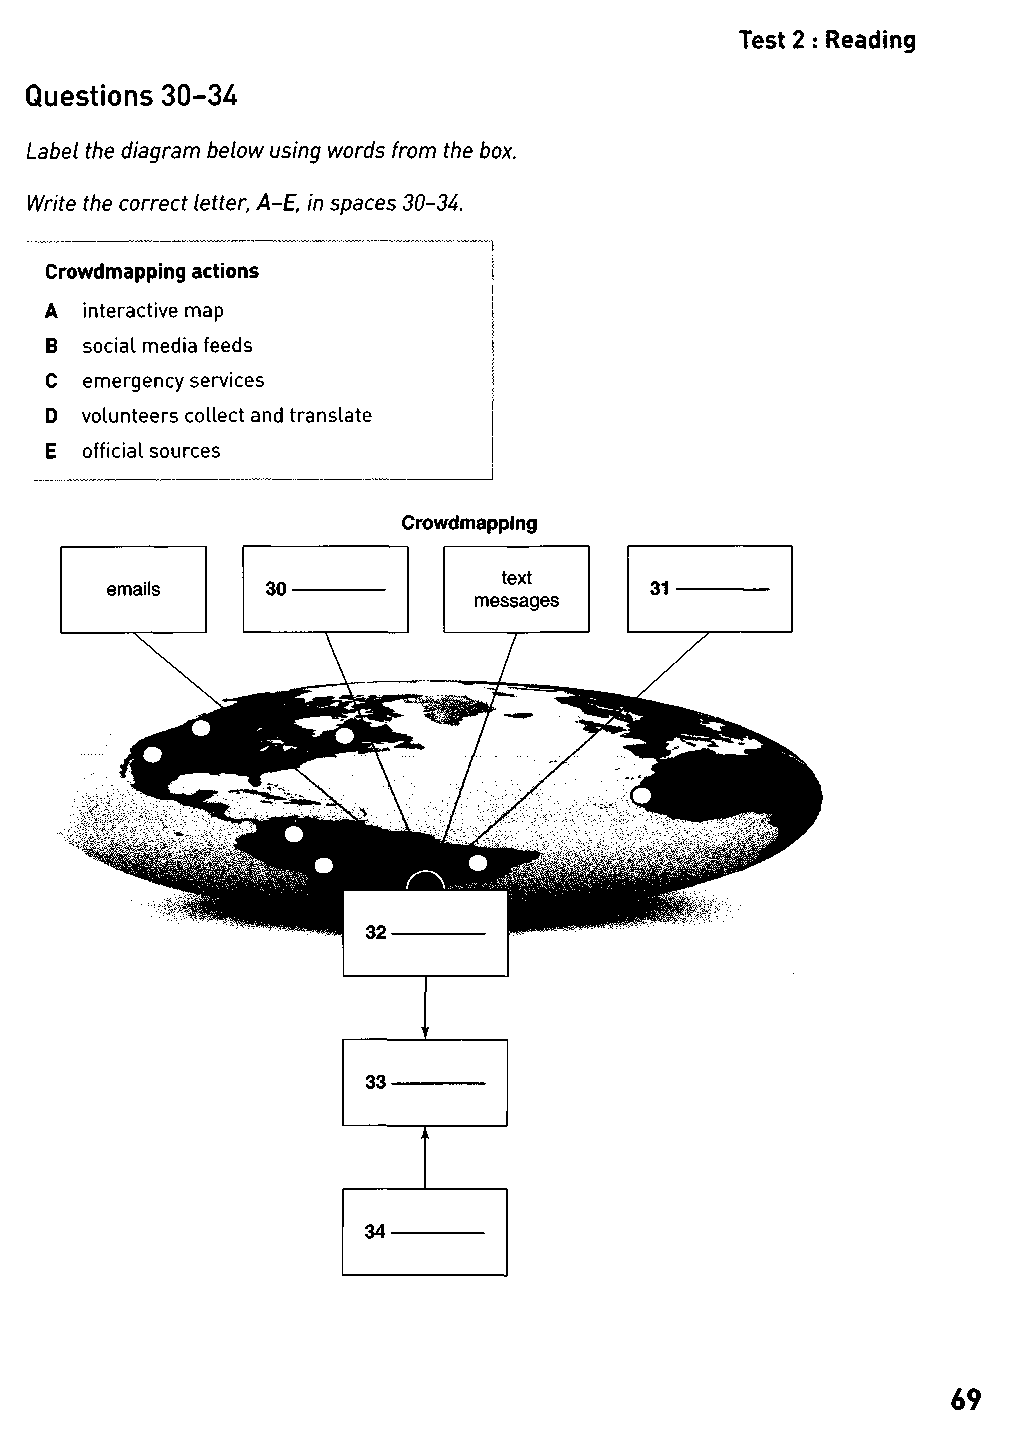 Test 2 : Reading
Questions 30–34
Label the diagram below using words from the box.
Write the correct letter, A–E, in spaces 30–34.
Crowdmapping actions
A interactive map
B social media feeds
C emergency services
D volunteers collect and translate
E official sources
Crowdmapping
emails
30
text
messages
31
32
33
34
69